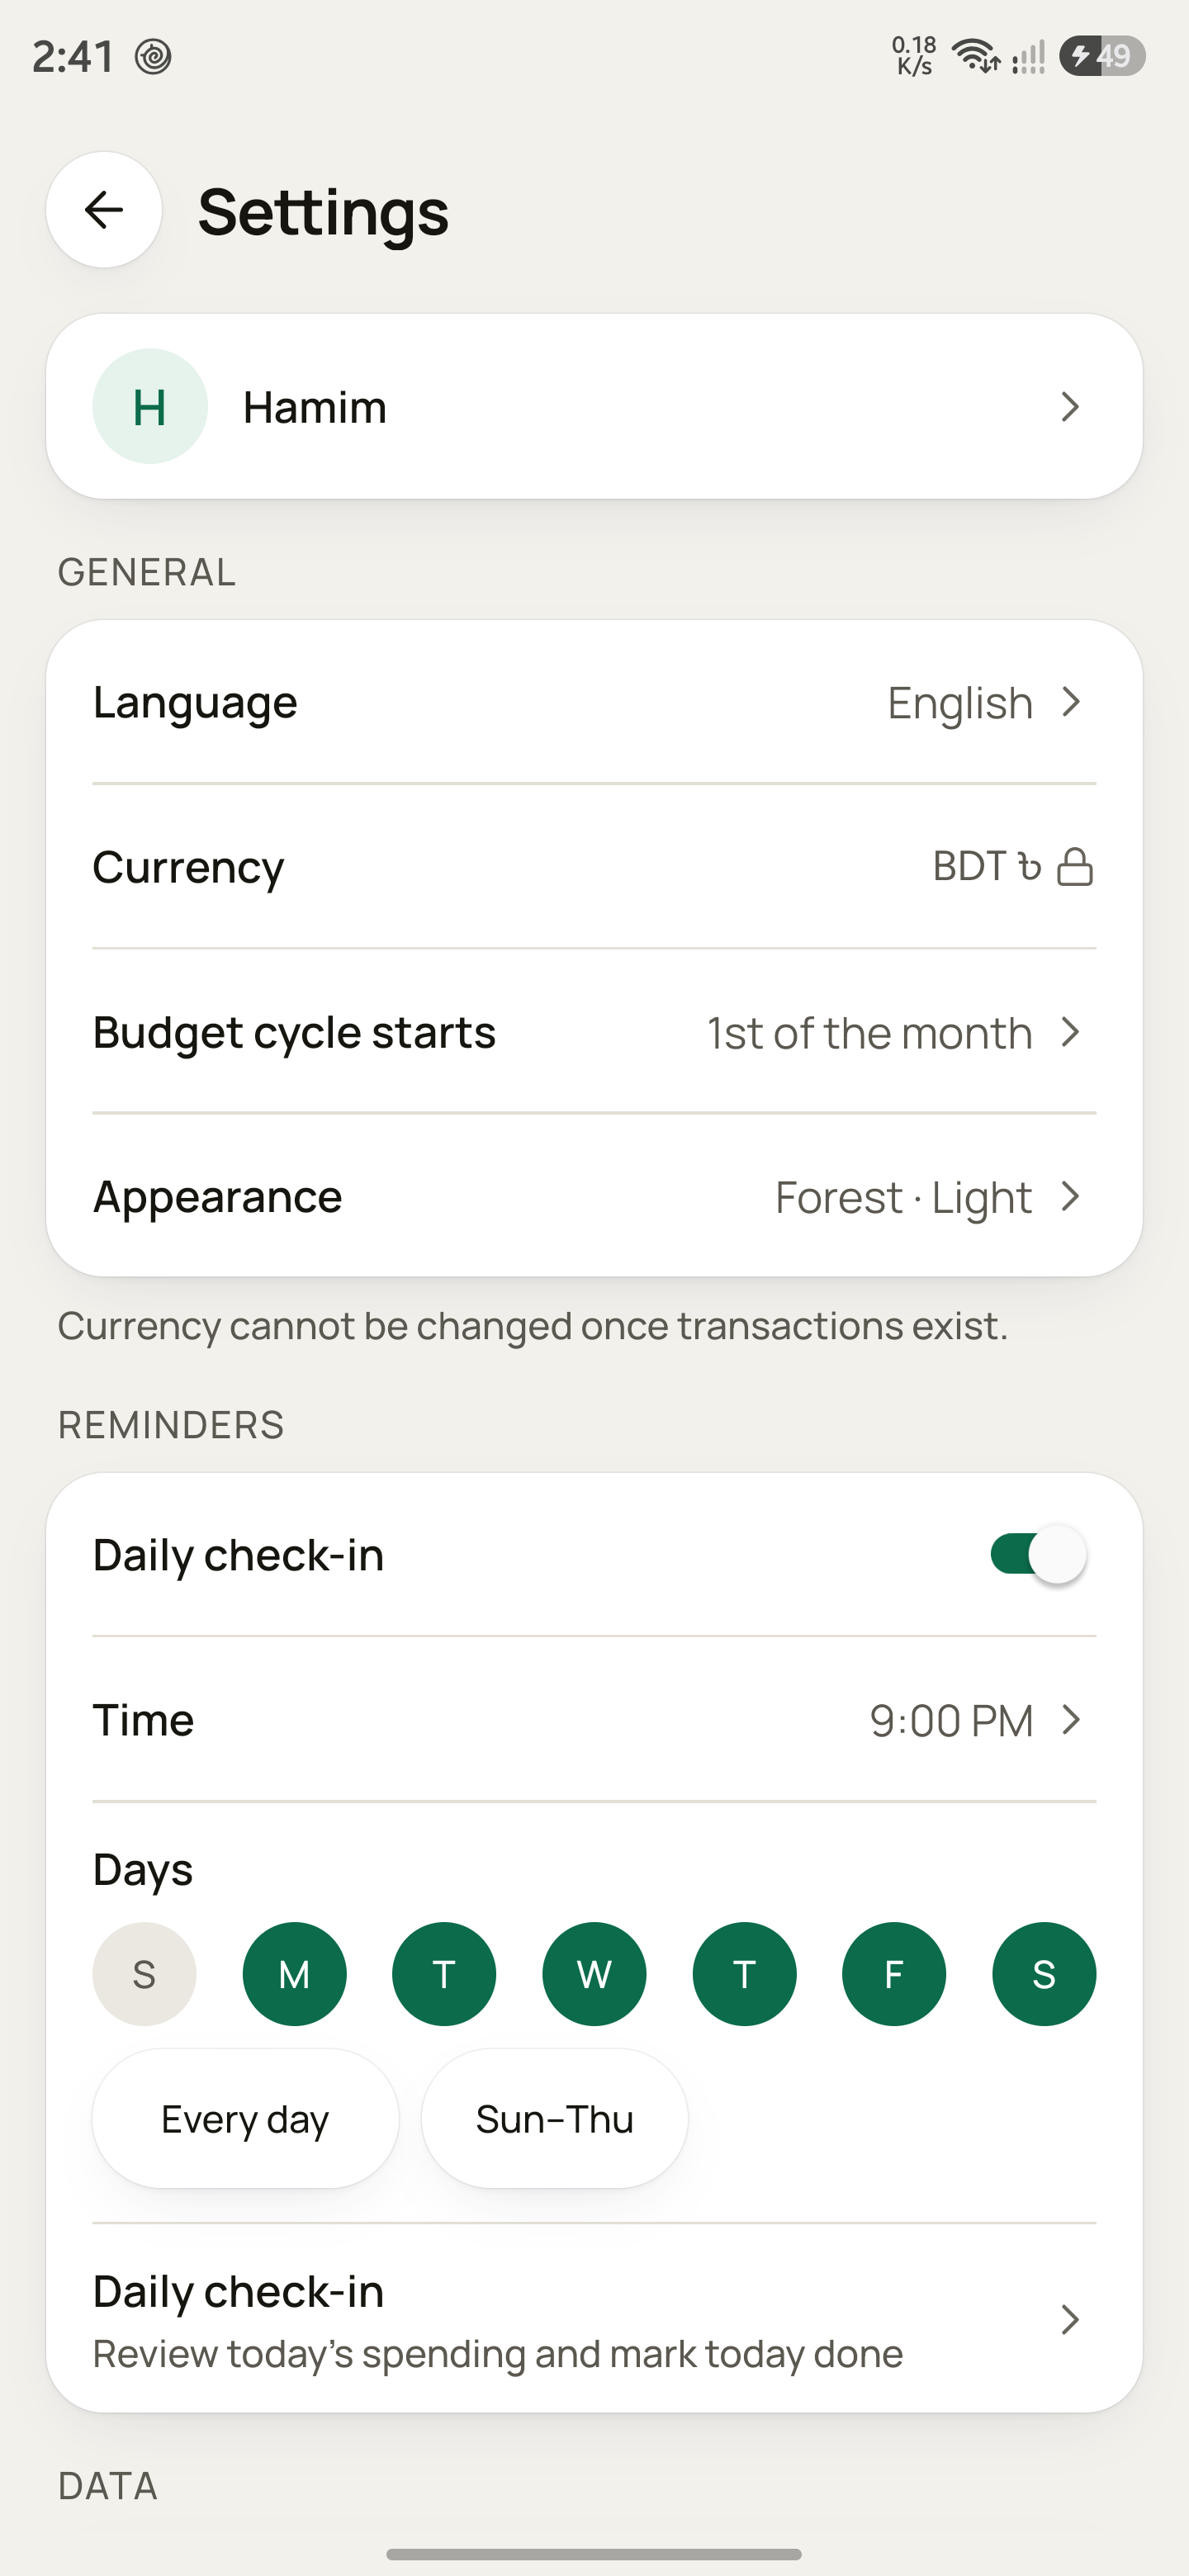 2:41
0.18
K/s
49
Settings
H
Hamim
GENERAL
Language English
Currency BDT ৳
Budget cycle starts 1st of the month
Appearance Forest · Light
Currency cannot be changed once transactions exist.
REMINDERS
Daily check-in
Time 9:00 PM
Days
S M T W T F S
Every day Sun–Thu
Daily check-in
Review today’s spending and mark today done
DATA